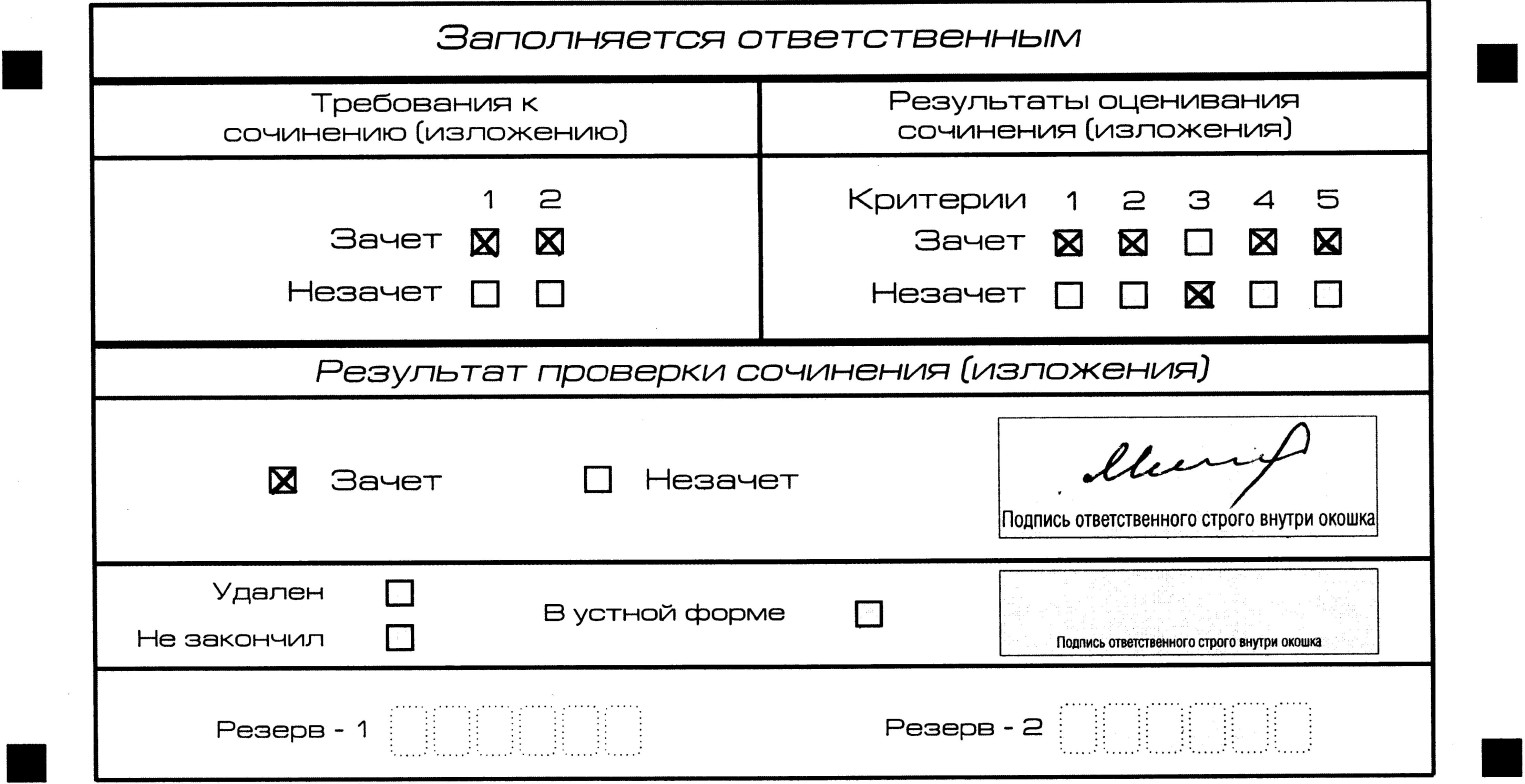 Заполняется ответственным
Требования к
сочинению (изложению)
Результаты оценивания
сочинения (изложения)
1 2
Зачет
Незачет
Критерии 1 2 3 4 5
Зачет
Незачет
Результат проверки сочинения (изложения)
Зачет Незачет
Подпись ответственного строго внутри окошка
Удален
Не закончил
В устной форме
Подпись ответственного строго внутри окошка
Резерв - 1
Резерв - 2